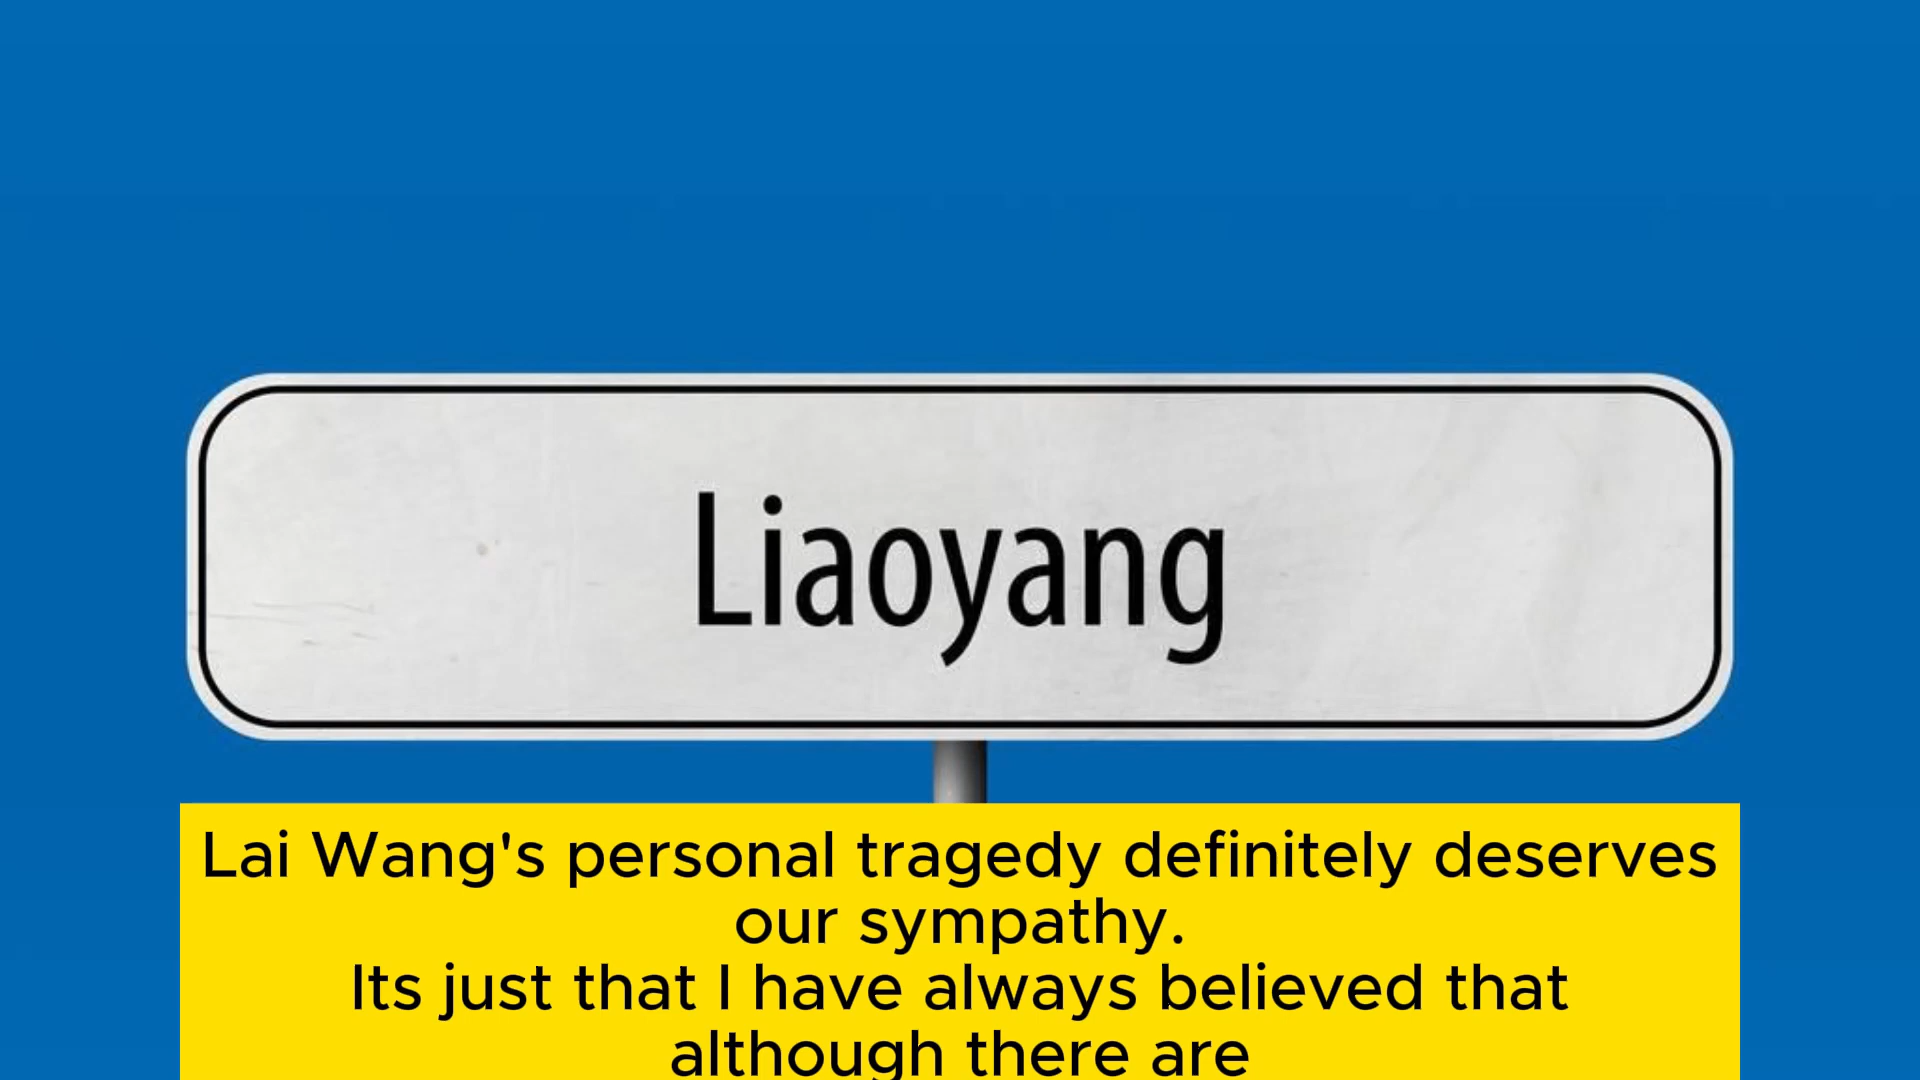 Liaoyang
Lai Wang's personal tragedy definitely deserves
our sympathy.
Its just that I have always believed that
although there are